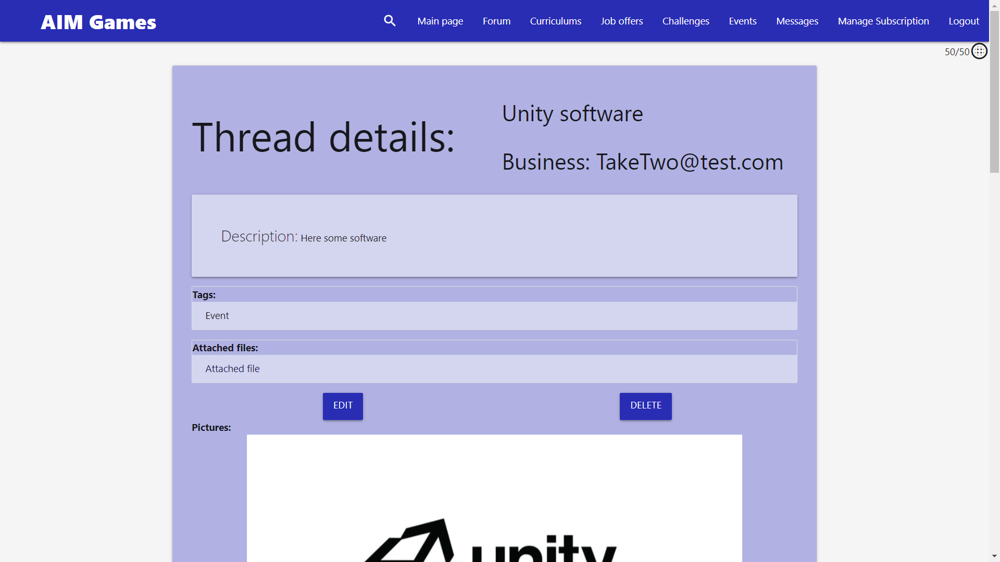 AIM Games
Main page
Forum
Curriculums
Job offers
Challenges
Events
Messages
Manage Subscription
Logout
50/50
Thread details:
Unity software
Business: TakeTwo@test.com
Description: Here some software
Tags:
Event
Attached files:
Attached file
EDIT
DELETE
Pictures:
unity